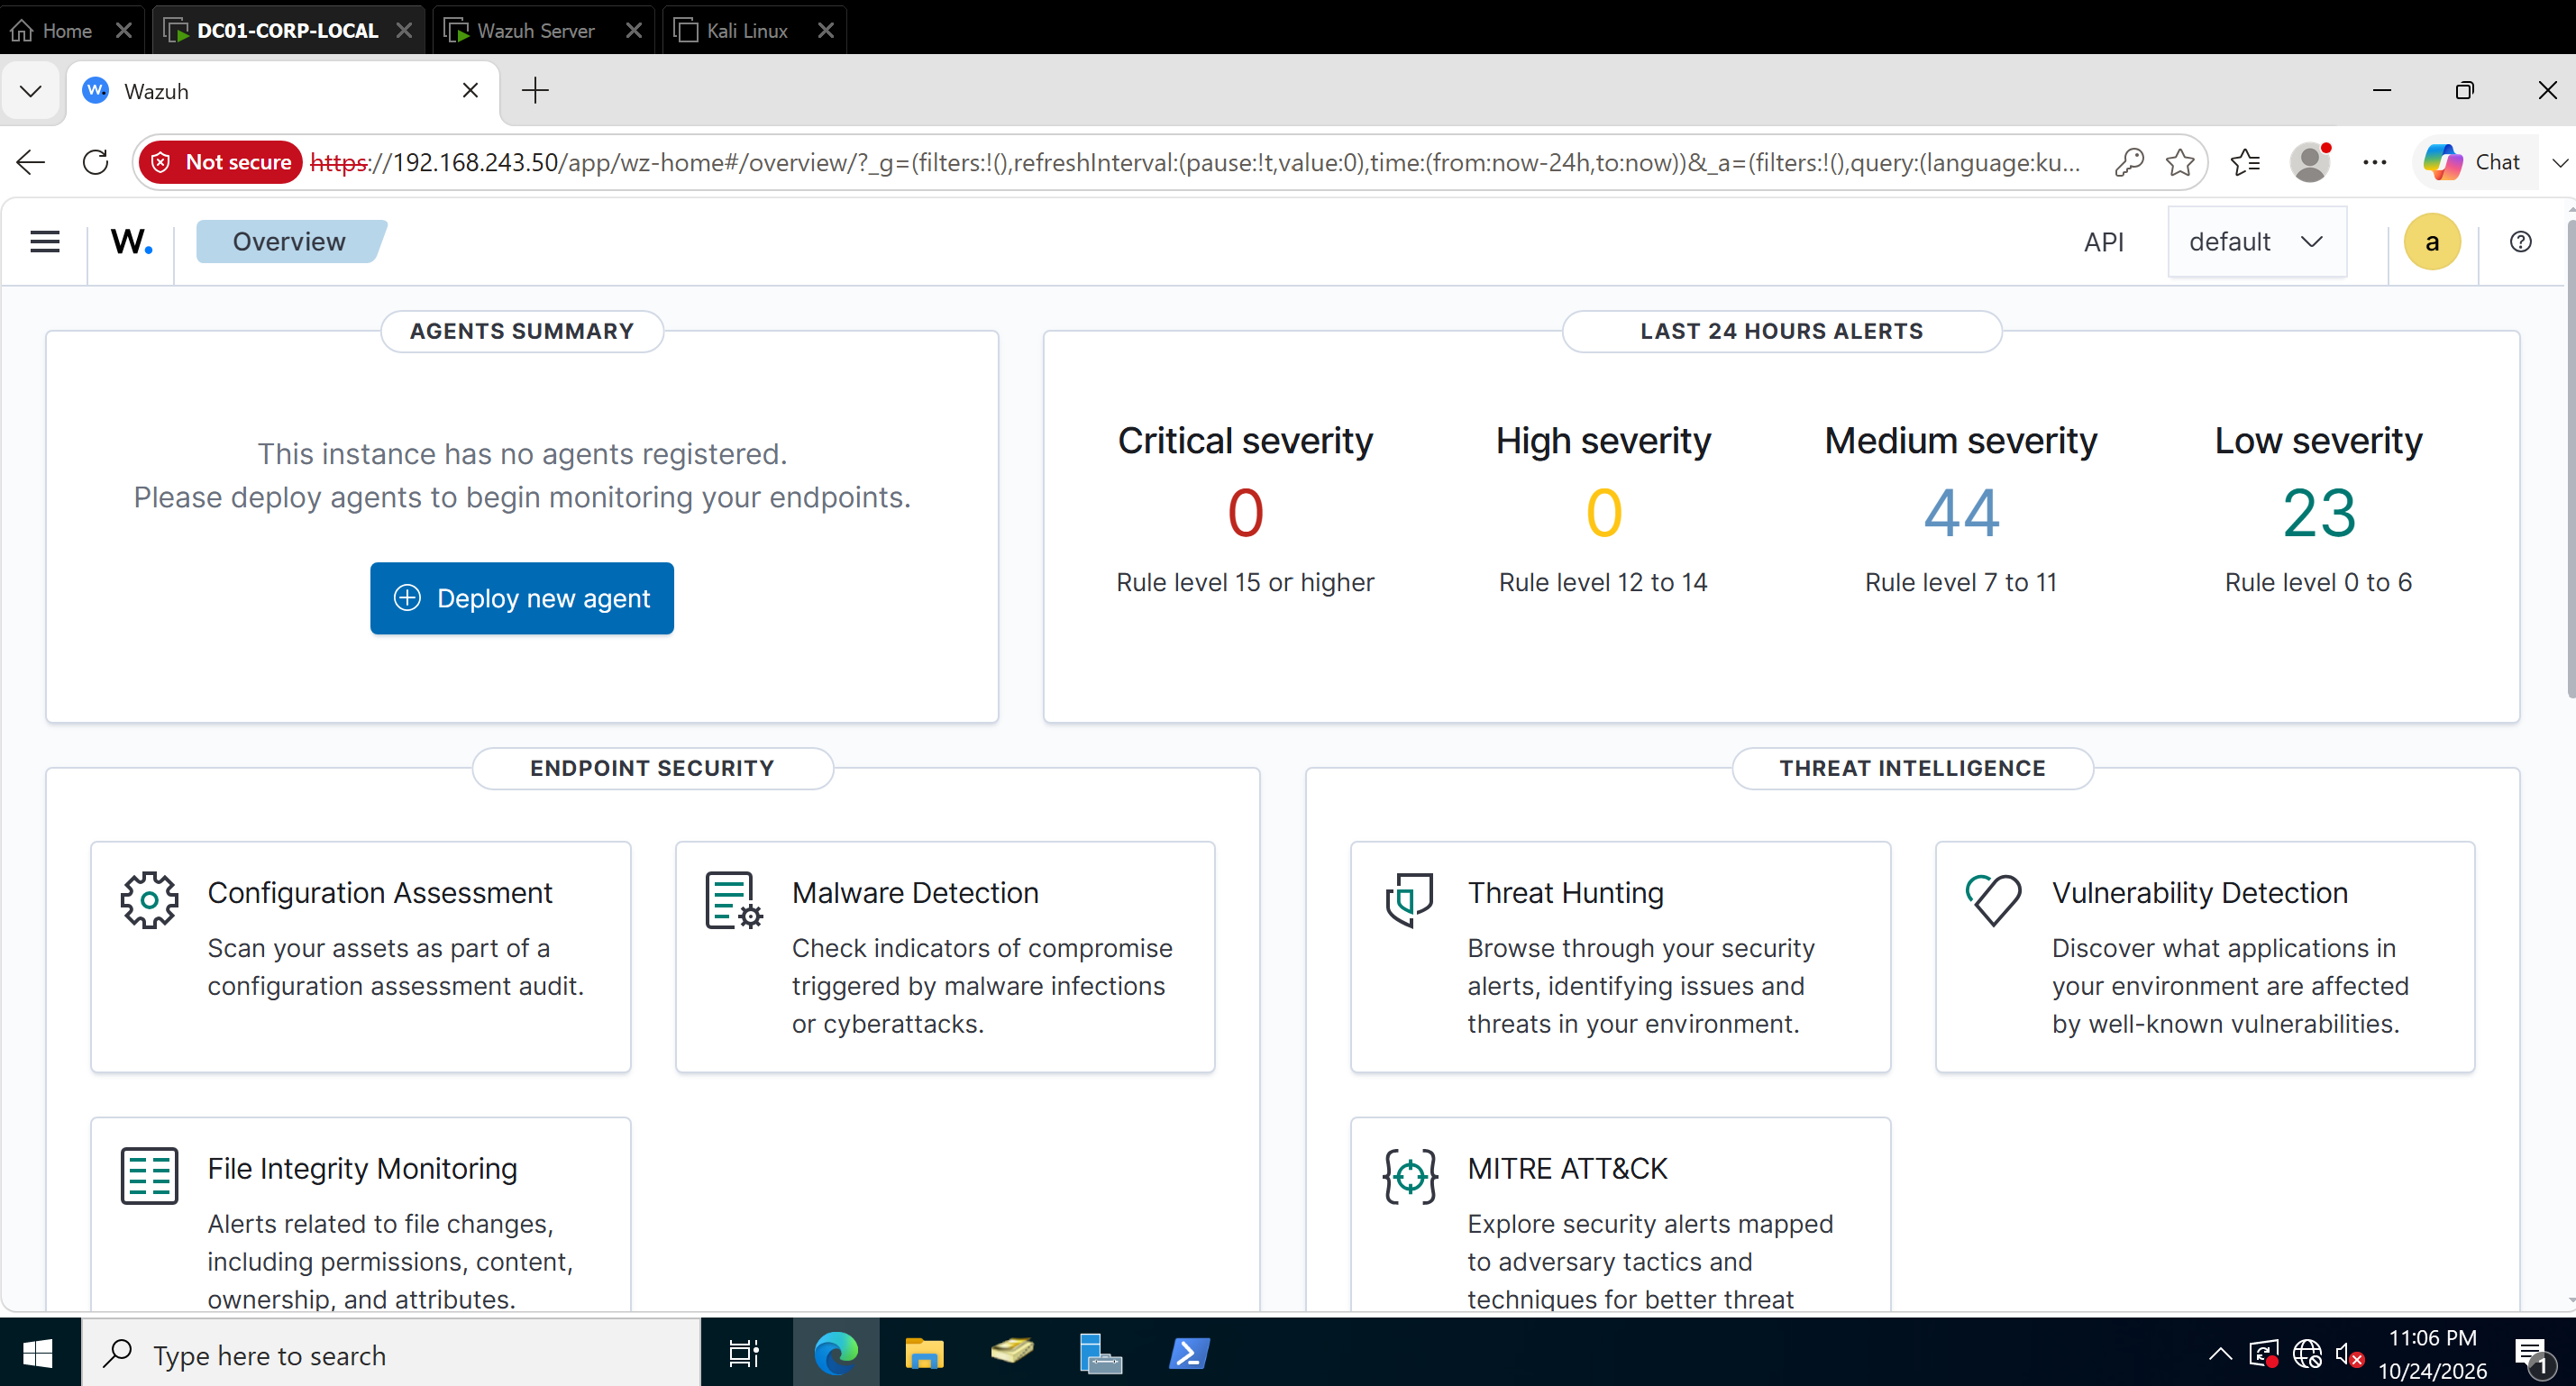 Home
DC01-CORP-LOCAL
Wazuh Server
Kali Linux
W.
Wazuh
Not secure
https://192.168.243.50/app/wz-home#/overview/?_g=(filters:!(),refreshInterval:(pause:!t,value:0),time:(from:now-24h,to:now))&_a=(filters:!(),query:(language:ku...
Chat
W.
Overview
API
default
a
AGENTS SUMMARY
This instance has no agents registered.
Please deploy agents to begin monitoring your endpoints.
Deploy new agent
LAST 24 HOURS ALERTS
Critical severity
0
Rule level 15 or higher
High severity
0
Rule level 12 to 14
Medium severity
44
Rule level 7 to 11
Low severity
23
Rule level 0 to 6
ENDPOINT SECURITY
Configuration Assessment
Scan your assets as part of a
configuration assessment audit.
Malware Detection
Check indicators of compromise
triggered by malware infections
or cyberattacks.
File Integrity Monitoring
Alerts related to file changes,
including permissions, content,
ownership, and attributes.
THREAT INTELLIGENCE
Threat Hunting
Browse through your security
alerts, identifying issues and
threats in your environment.
Vulnerability Detection
Discover what applications in
your environment are affected
by well-known vulnerabilities.
MITRE ATT&CK
Explore security alerts mapped
to adversary tactics and
techniques for better threat
Type here to search
11:06 PM
10/24/2026
1